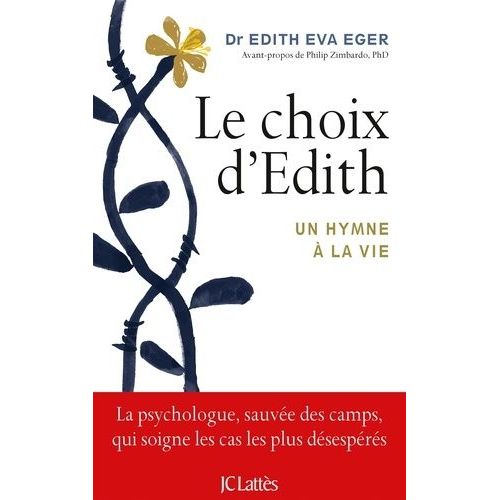 Dr EDITH EVA EGER
Avant-propos de Philip Zimbardo, PhD
Le choix
d'Edith
UN HYMNE
À LA VIE
La psychologue, sauvée des camps,
qui soigne les cas les plus désespérés
JC Lattès